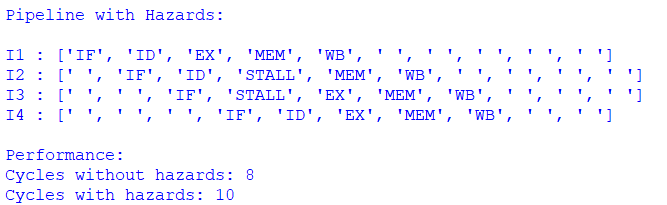 Pipeline with Hazards:
I1 : ['IF', 'ID', 'EX', 'MEM', 'WB', ' ', ' ', ' ', ' ', ' ']
I2 : [' ', 'IF', 'ID', 'STALL', 'MEM', 'WB', ' ', ' ', ' ', ' ']
I3 : [' ', ' ', 'IF', 'STALL', 'EX', 'MEM', 'WB', ' ', ' ', ' ']
I4 : [' ', ' ', ' ', 'IF', 'ID', 'EX', 'MEM', 'WB', ' ', ' ']
Performance:
Cycles without hazards: 8
Cycles with hazards: 10